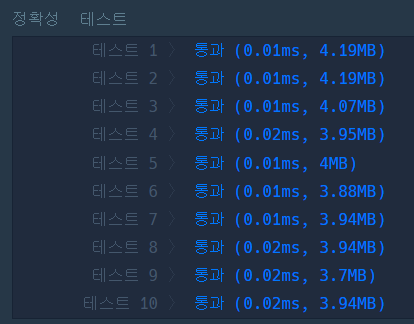 정확성 테스트
테스트 1 〉 통과 (0.01ms, 4.19MB)
테스트 2 〉 통과 (0.01ms, 4.19MB)
테스트 3 〉 통과 (0.01ms, 4.07MB)
테스트 4 〉 통과 (0.02ms, 3.95MB)
테스트 5 〉 통과 (0.01ms, 4MB)
테스트 6 〉 통과 (0.01ms, 3.88MB)
테스트 7 〉 통과 (0.01ms, 3.94MB)
테스트 8 〉 통과 (0.02ms, 3.94MB)
테스트 9 〉 통과 (0.02ms, 3.7MB)
테스트 10 〉 통과 (0.02ms, 3.94MB)